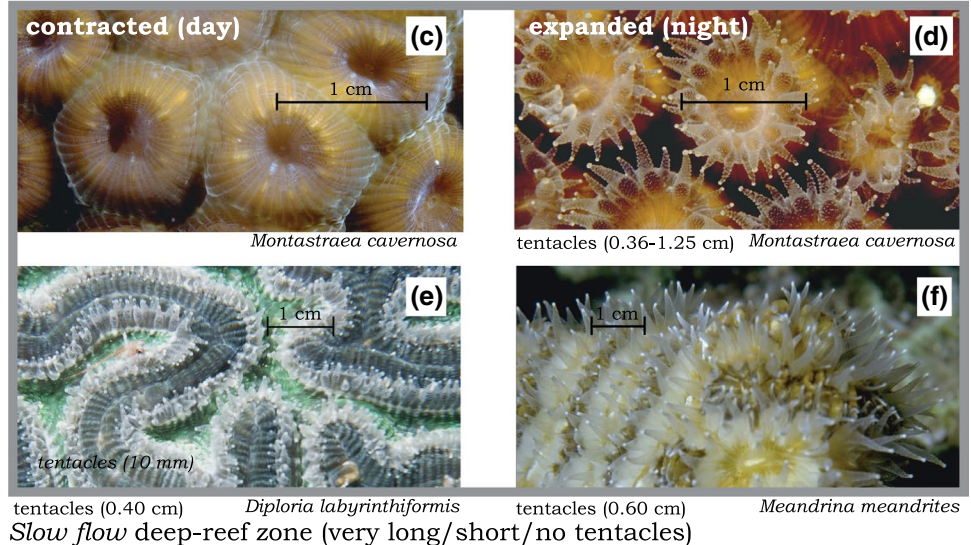 contracted (day)
(c)
1 cm
Montastraea cavernosa
expanded (night)
(d)
1 cm
tentacles (0.36-1.25 cm) Montastraea cavernosa
(e)
1 cm
tentacles (10 mm)
tentacles (0.40 cm) Diploria labyrinthiformis
(f)
1 cm
tentacles (0.60 cm) Meandrina meandrites
Slow flow deep-reef zone (very long/short/no tentacles)